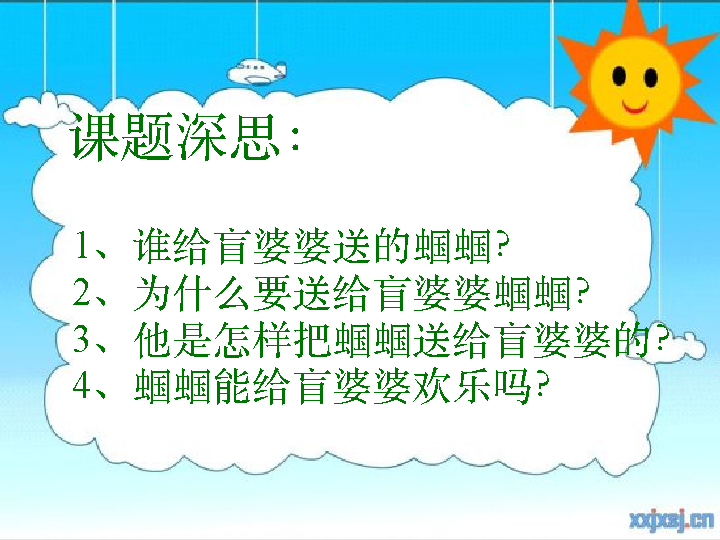 课题深思：
1、谁给盲婆婆送的蝈蝈?
2、为什么要送给盲婆婆蝈蝈?
3、他是怎样把蝈蝈送给盲婆婆的?
4、蝈蝈能给盲婆婆欢乐吗?
xxjxsj.cn